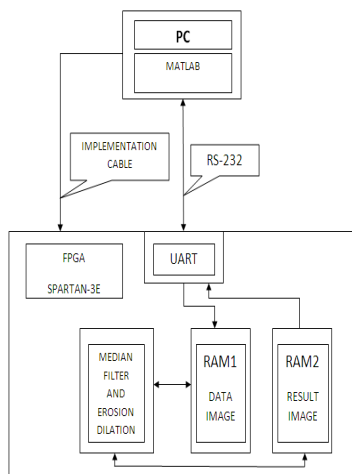 PC
MATLAB
IMPLEMENTATION
CABLE
RS-232
FPGA
SPARTAN-3E
UART
MEDIAN
FILTER
AND
EROSION
DILATION
RAM1
DATA
IMAGE
RAM2
RESULT
IMAGE